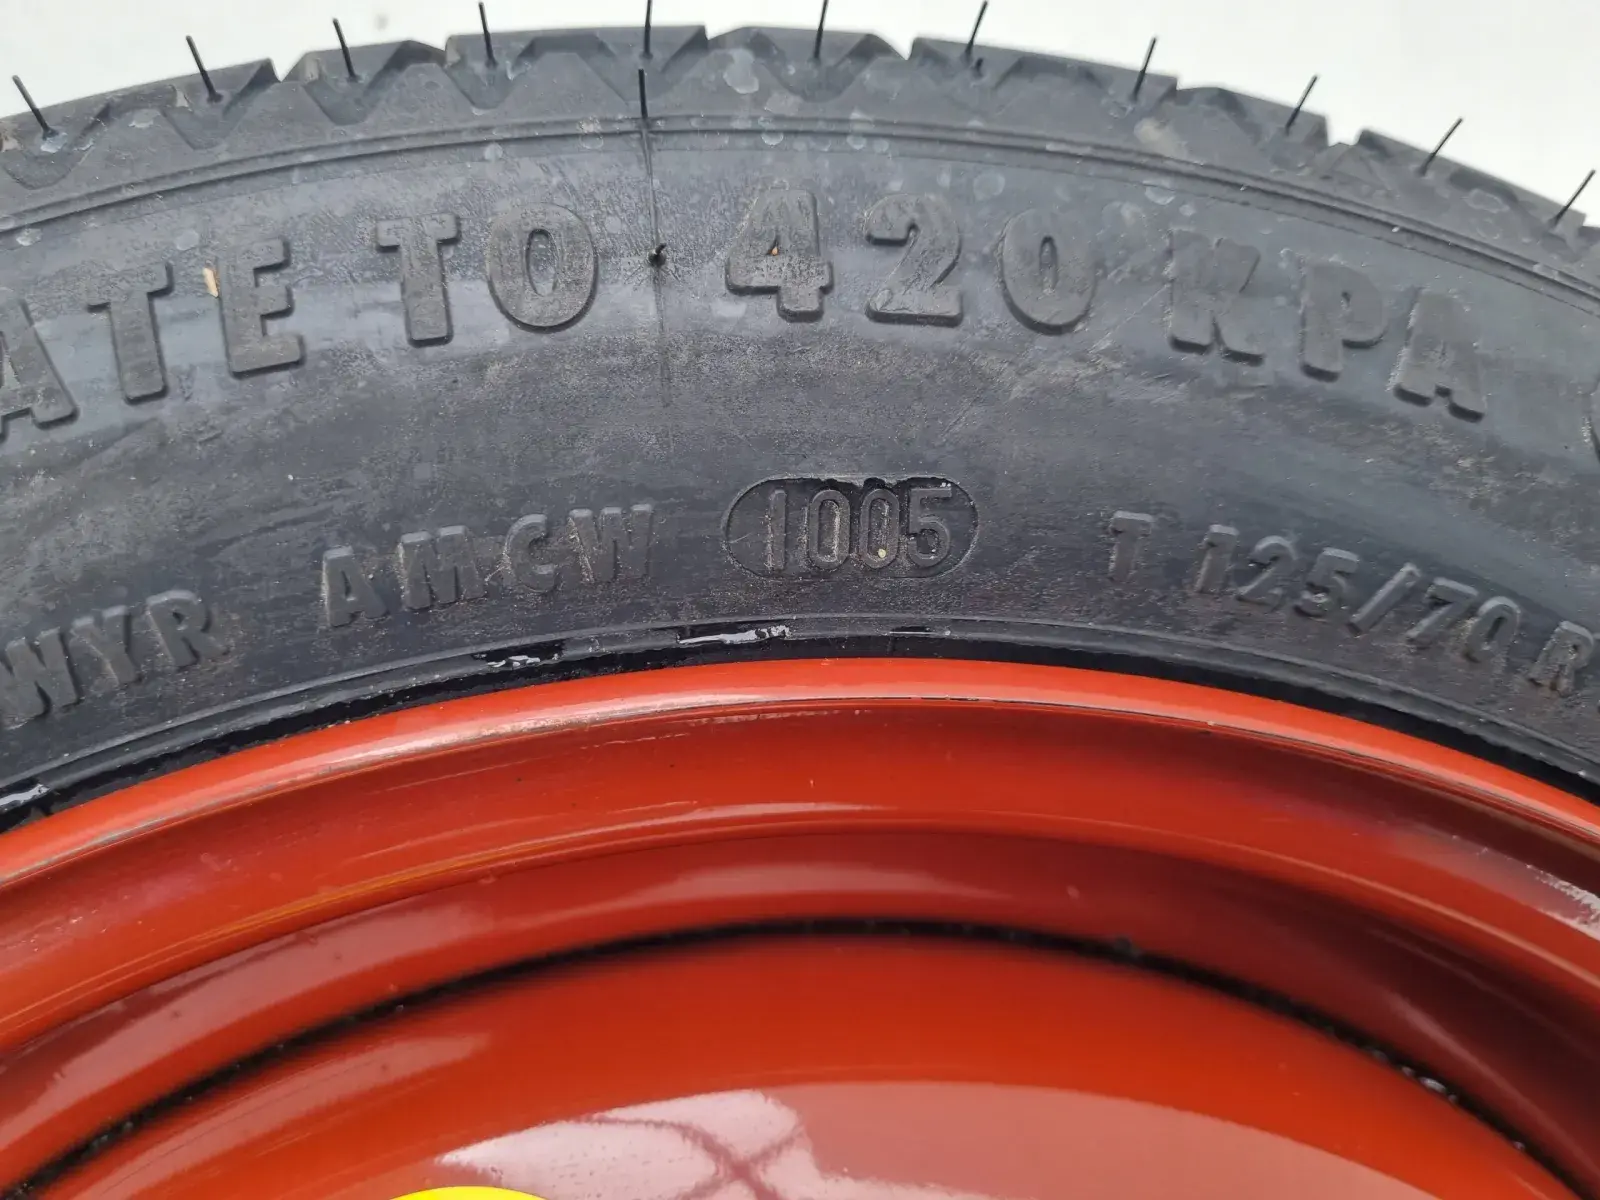 ATE TO 420 KPA
WYR AMCW 1005 T 125/70 R